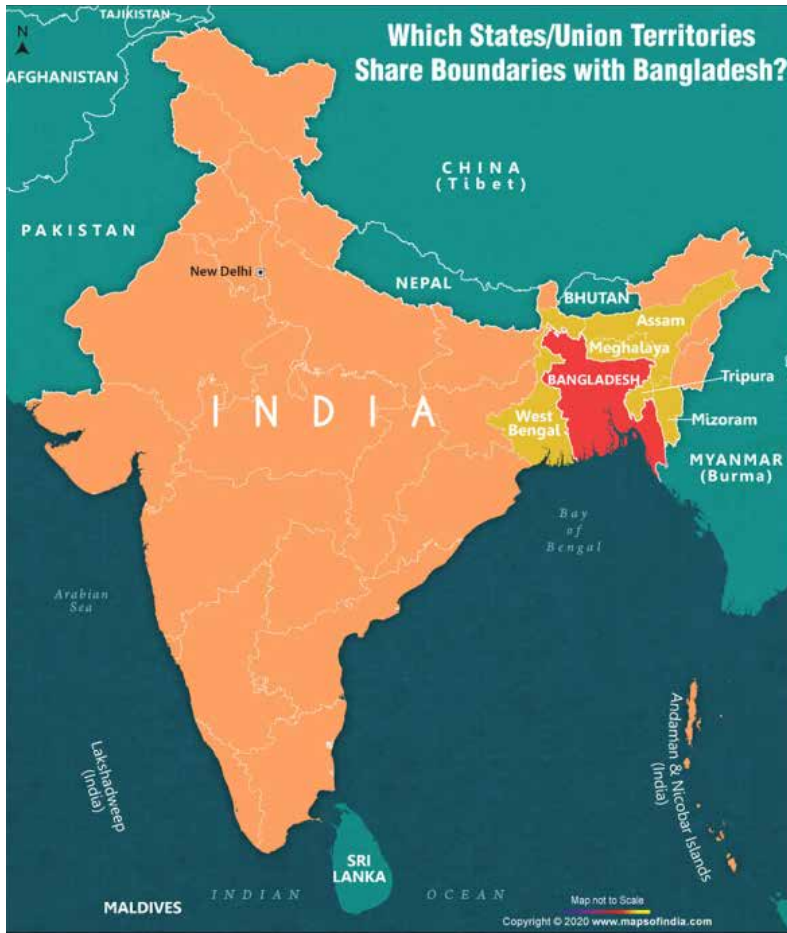 TAJIKISTAN
N
Which States/Union Territories
Share Boundaries with Bangladesh?
AFGHANISTAN
CHINA
(Tibet)
PAKISTAN
New Delhi
NEPAL
BHUTAN
Assam
Meghalaya
BANGLADESH
Tripura
INDIA
West
Bengal
Mizoram
MYANMAR
(Burma)
Bay
of
Bengal
Arabian
Sea
Lakshadweep
(India)
Andaman & Nicobar Islands
(India)
SRI
LANKA
INDIAN OCEAN
MALDIVES
Map not to Scale
Copyright © 2020 www.mapsofindia.com